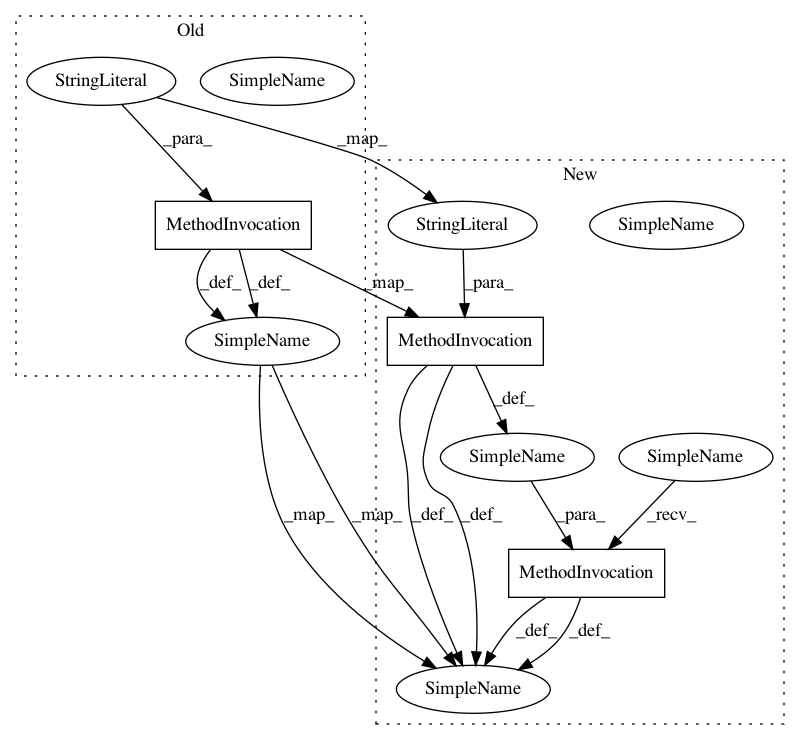 Old
StringLiteral SimpleName
_para_ _map_
New
MethodInvocation StringLiteral SimpleName
_def_ _def_ _map_ _para_
SimpleName MethodInvocation
_def_
SimpleName SimpleName
_map_ _map_ _def_ _def_ _para_ _recv_
MethodInvocation
_def_ _def_
SimpleName